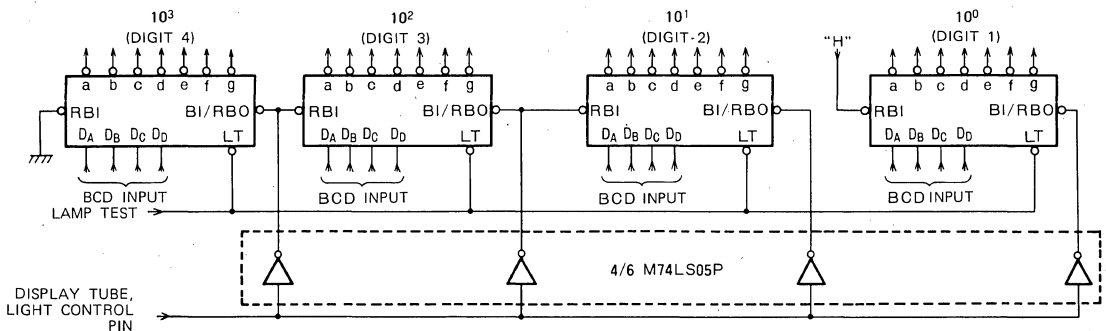 10³ 10² 10¹ 10⁰
(DIGIT 4) (DIGIT 3) (DIGIT-2) "H" (DIGIT 1)
a b c d e f g a b c d e f g a b c d e f g a b c d e f g
RBI BI/RBO RBI BI/RBO RBI BI/RBO RBI BI/RBO
DA DB DC DD LT DA DB DC DD LT DA DB DC DD LT DA DB DC DD LT
BCD INPUT BCD INPUT BCD INPUT BCD INPUT
LAMP TEST
4/6 M74LS05P
DISPLAY TUBE,
LIGHT CONTROL
PIN